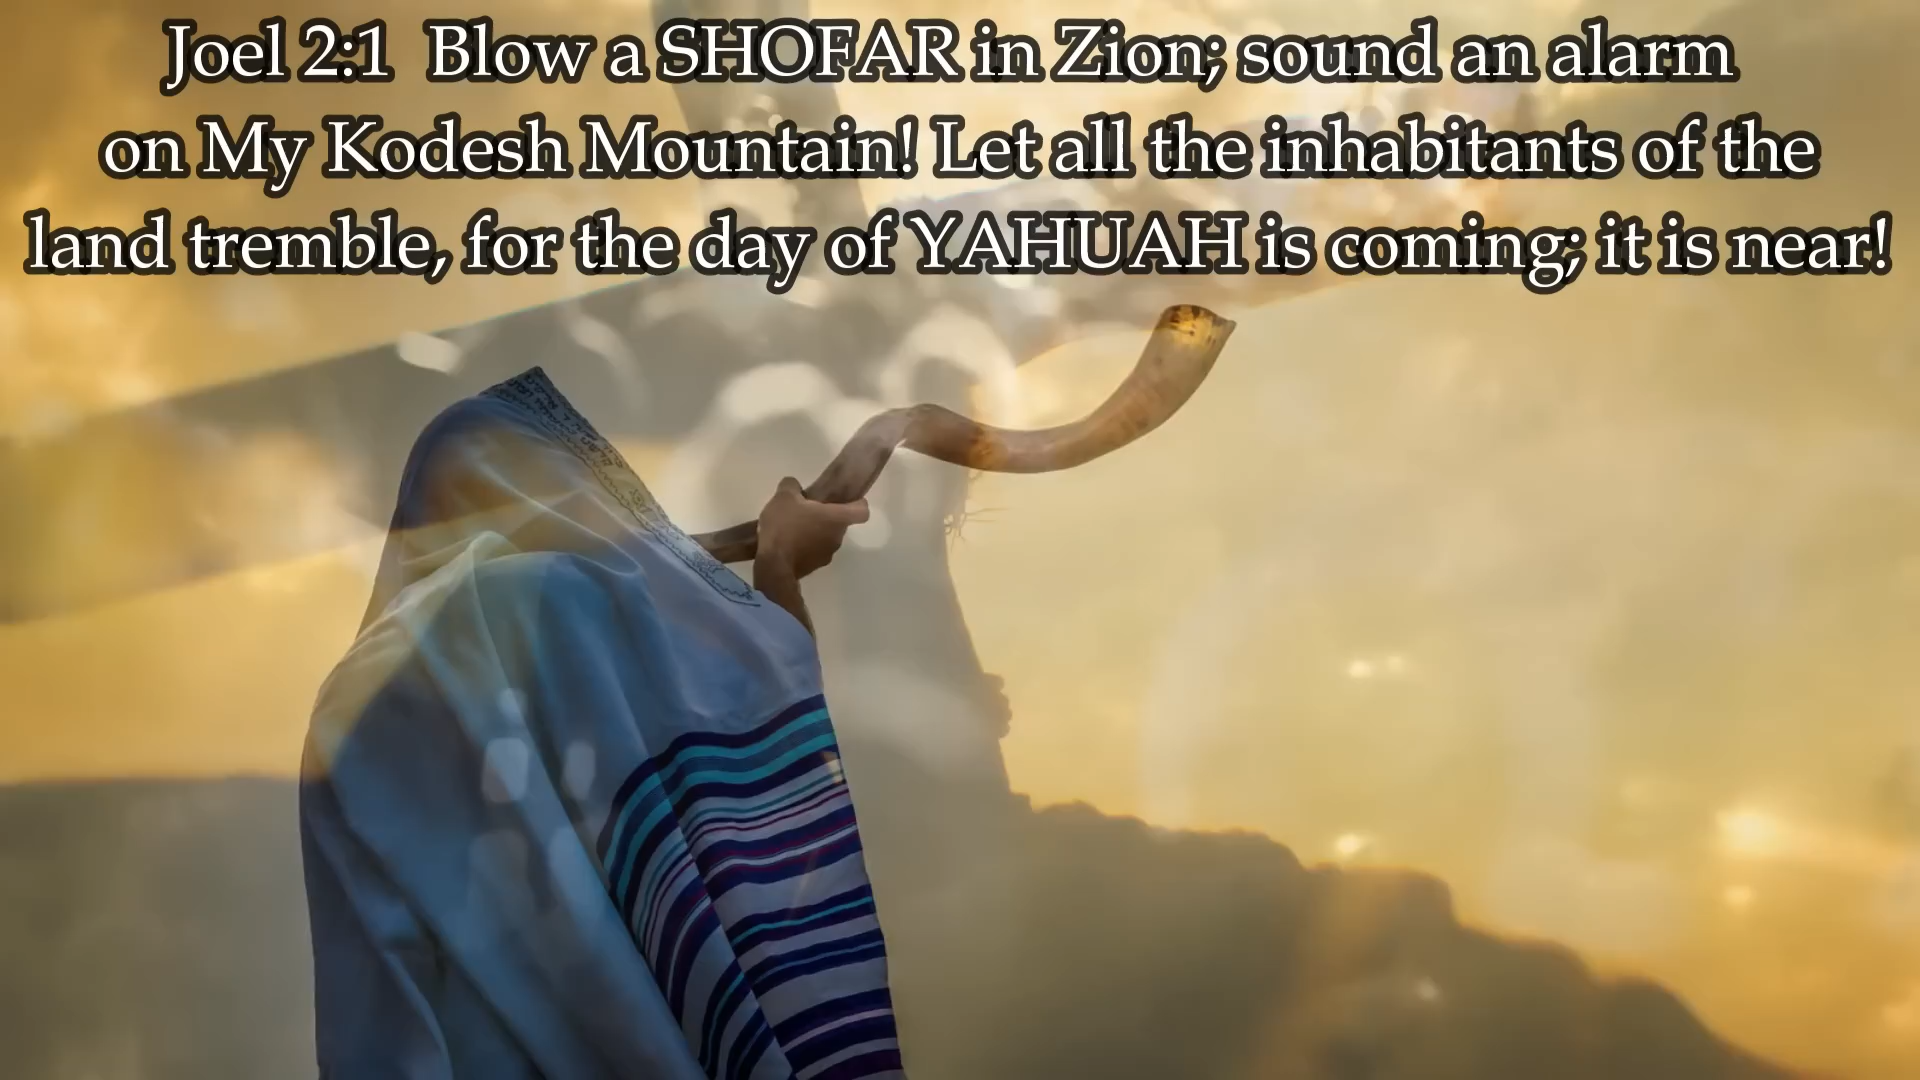 Joel 2:1 Blow a SHOFAR in Zion; sound an alarm
on My Kodesh Mountain! Let all the inhabitants of the
land tremble, for the day of YAHUAH is coming; it is near!